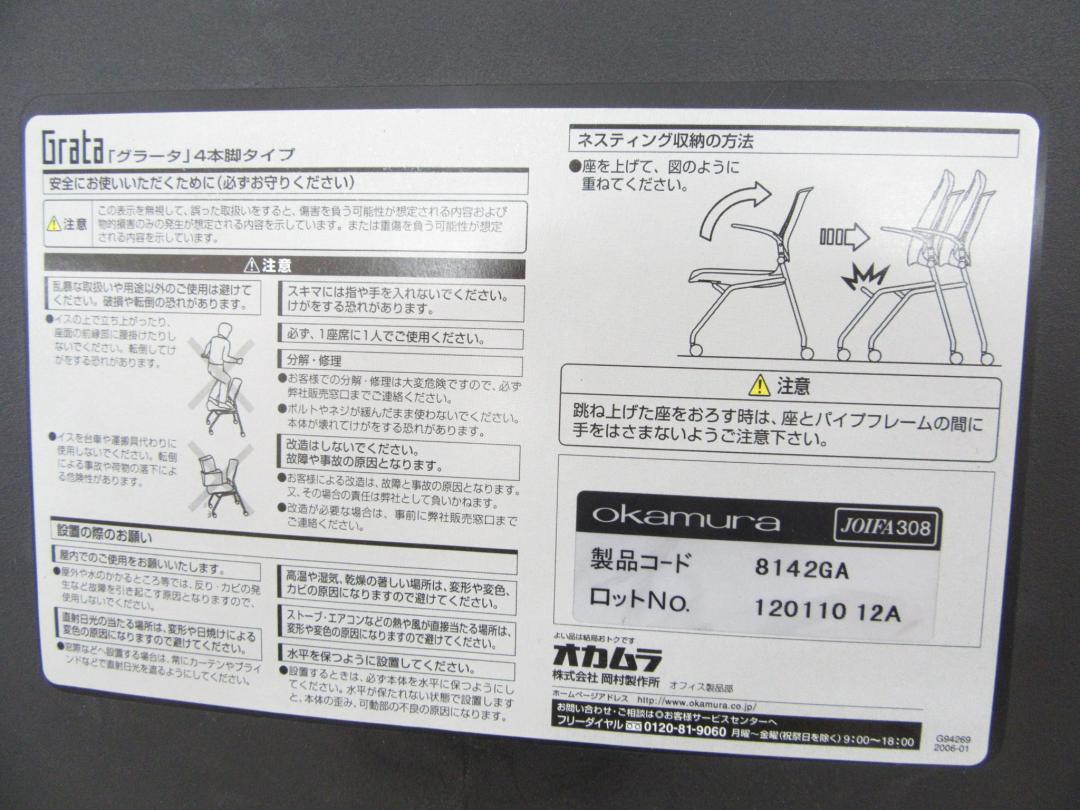 Grata「グラータ」4本脚タイプ
安全にお使いいただくために(必ずお守りください)
注意
この表示を無視して、誤った取扱いをすると、傷害を負う可能性が想定される内容および
物的損害のみの発生が想定される内容を示しています。または重傷を負う可能性が想定
される内容を示しています。
注意
乱暴な取扱いや用途以外のご使用は避けて
ください。破損や転倒の恐れがあります。
●イスの上で立ち上がったり、
座面の前縁部に腰掛けたりし
ないでください。転倒してけ
がをする恐れがあります。
●イスを台車や運搬具代わりに
使用しないでください。転倒
による事故や荷物の落下によ
る危険性があります。
スキマには指や手を入れないでください。
けがをする恐れがあります。
必ず、1座席に1人でご使用ください。
分解・修理
●お客様での分解・修理は大変危険ですので、必ず
弊社販売窓口までご連絡ください。
●ボルトやネジが緩んだまま使わないでください。
本体が壊れてけがをする恐れがあります。
改造はしないでください。
故障や事故の原因となります。
●お客様による改造は、故障と事故の原因となります。
又、その場合の責任は弊社として負いかねます。
●改造が必要な場合は、事前に弊社販売窓口まで
ご連絡ください。
設置の際のお願い
屋内でのご使用をお願いいたします。
●屋外や水のかかるところ等では、反り・カビの発
生など故障を引き起こす原因となりますので、
使用しないでください。
直射日光の当たる場所は、変形や日焼けによる
変色の原因になりますので避けてください。
●窓際などへ設置する場合は、常にカーテンやブライ
ンドなどで直射日光を遮るようにしてください。
高温や湿気、乾燥の著しい場所は、変形や変色、
カビの原因になりますので避けてください。
ストーブ・エアコンなどの熱や風が直接当たる場所は、
変形や変色の原因になりますので避けてください。
水平を保つように設置してください。
●設置するときは、必ず本体を水平に保つようにし
てください。水平が保たれない状態で設置します
と、本体の歪み、可動部の不良の原因になります。
ネスティング収納の方法
●座を上げて、図のように
重ねてください。
注意
跳ね上げた座をおろす時は、座とパイプフレームの間に
手をはさまないようご注意下さい。
okamura
JOIFA308
製品コード 8142GA
ロットNO. 120110 12A
よい品は結局おトクです
オカムラ
株式会社 岡村製作所 オフィス製品部
ホームページアドレス http://www.okamura.co.jp/
お問い合わせ・ご相談はお客様サービスセンターへ
フリーダイヤル 0120-81-9060 月曜〜金曜(祝祭日を除く)9:00〜18:00
G94269
2006-01